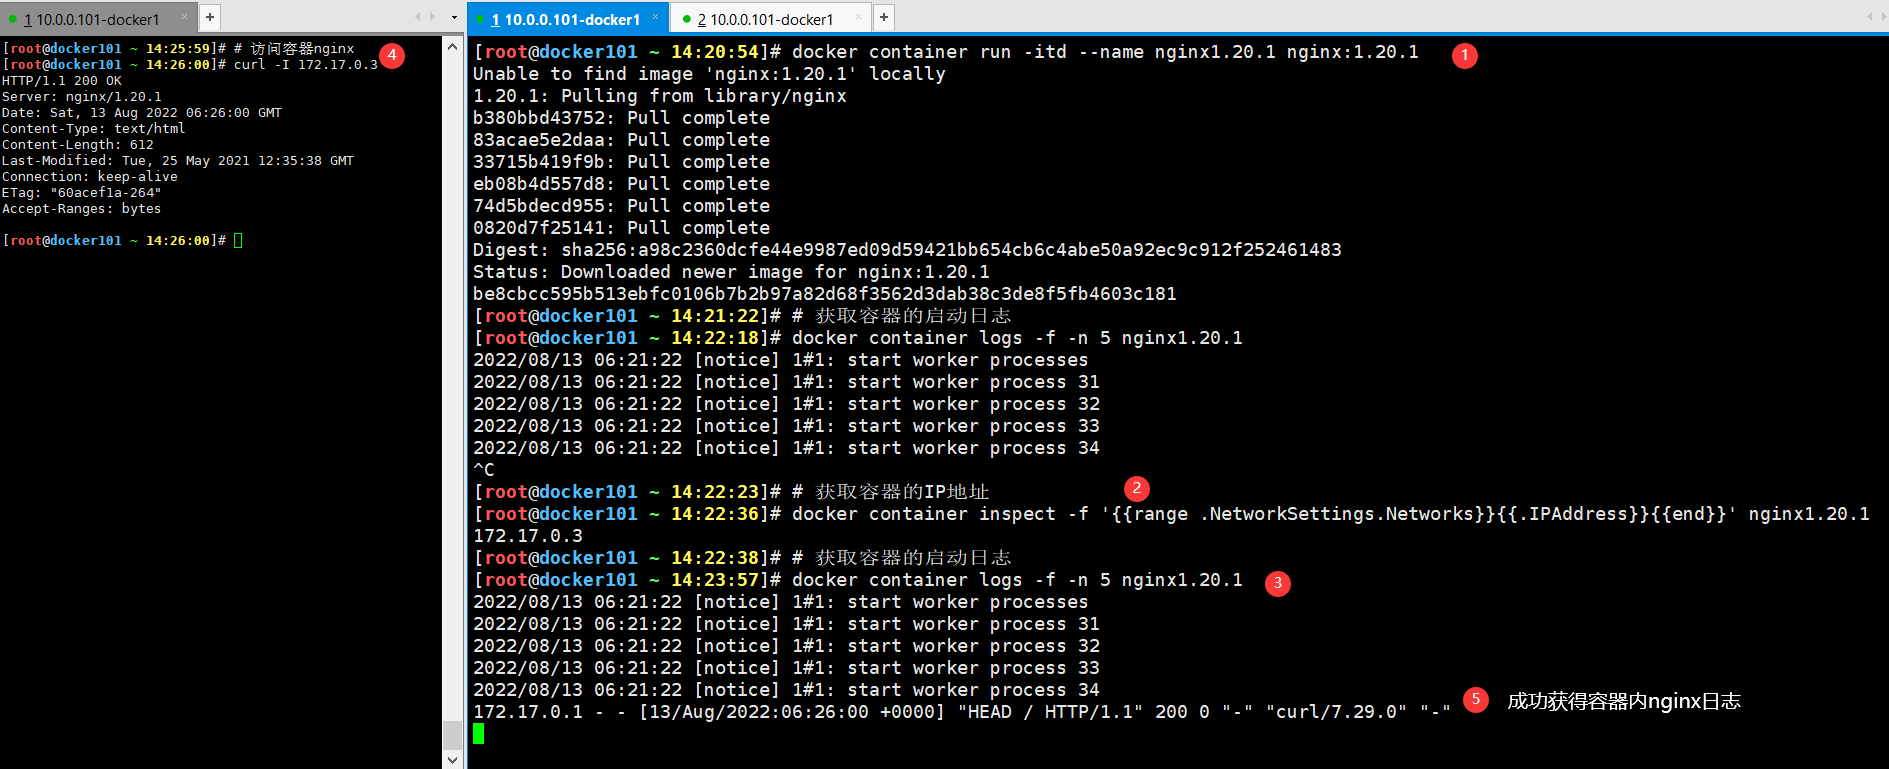 1 10.0.0.101-docker1
[root@docker101 ~ 14:25:59]# # 访问容器nginx
[root@docker101 ~ 14:26:00]# curl -I 172.17.0.3 4
HTTP/1.1 200 OK
Server: nginx/1.20.1
Date: Sat, 13 Aug 2022 06:26:00 GMT
Content-Type: text/html
Content-Length: 612
Last-Modified: Tue, 25 May 2021 12:35:38 GMT
Connection: keep-alive
ETag: "60acef1a-264"
Accept-Ranges: bytes
[root@docker101 ~ 14:26:00]#
1 10.0.0.101-docker1 2 10.0.0.101-docker1
[root@docker101 ~ 14:20:54]# docker container run -itd --name nginx1.20.1 nginx:1.20.1 1
Unable to find image 'nginx:1.20.1' locally
1.20.1: Pulling from library/nginx
b380bbd43752: Pull complete
83acae5e2daa: Pull complete
33715b419f9b: Pull complete
eb08b4d557d8: Pull complete
74d5bdecd955: Pull complete
0820d7f25141: Pull complete
Digest: sha256:a98c2360dcfe44e9987ed09d59421bb654cb6c4abe50a92ec9c912f252461483
Status: Downloaded newer image for nginx:1.20.1
be8cbcc595b513ebfc0106b7b2b97a82d68f3562d3dab38c3de8f5fb4603c181
[root@docker101 ~ 14:21:22]# # 获取容器的启动日志
[root@docker101 ~ 14:22:18]# docker container logs -f -n 5 nginx1.20.1
2022/08/13 06:21:22 [notice] 1#1: start worker processes
2022/08/13 06:21:22 [notice] 1#1: start worker process 31
2022/08/13 06:21:22 [notice] 1#1: start worker process 32
2022/08/13 06:21:22 [notice] 1#1: start worker process 33
2022/08/13 06:21:22 [notice] 1#1: start worker process 34
^C
[root@docker101 ~ 14:22:23]# # 获取容器的IP地址 2
[root@docker101 ~ 14:22:36]# docker container inspect -f '{{range .NetworkSettings.Networks}}{{.IPAddress}}{{end}}' nginx1.20.1
172.17.0.3
[root@docker101 ~ 14:22:38]# # 获取容器的启动日志
[root@docker101 ~ 14:23:57]# docker container logs -f -n 5 nginx1.20.1 3
2022/08/13 06:21:22 [notice] 1#1: start worker processes
2022/08/13 06:21:22 [notice] 1#1: start worker process 31
2022/08/13 06:21:22 [notice] 1#1: start worker process 32
2022/08/13 06:21:22 [notice] 1#1: start worker process 33
2022/08/13 06:21:22 [notice] 1#1: start worker process 34
172.17.0.1 - - [13/Aug/2022:06:26:00 +0000] "HEAD / HTTP/1.1" 200 0 "-" "curl/7.29.0" "-" 5 成功获得容器内nginx日志